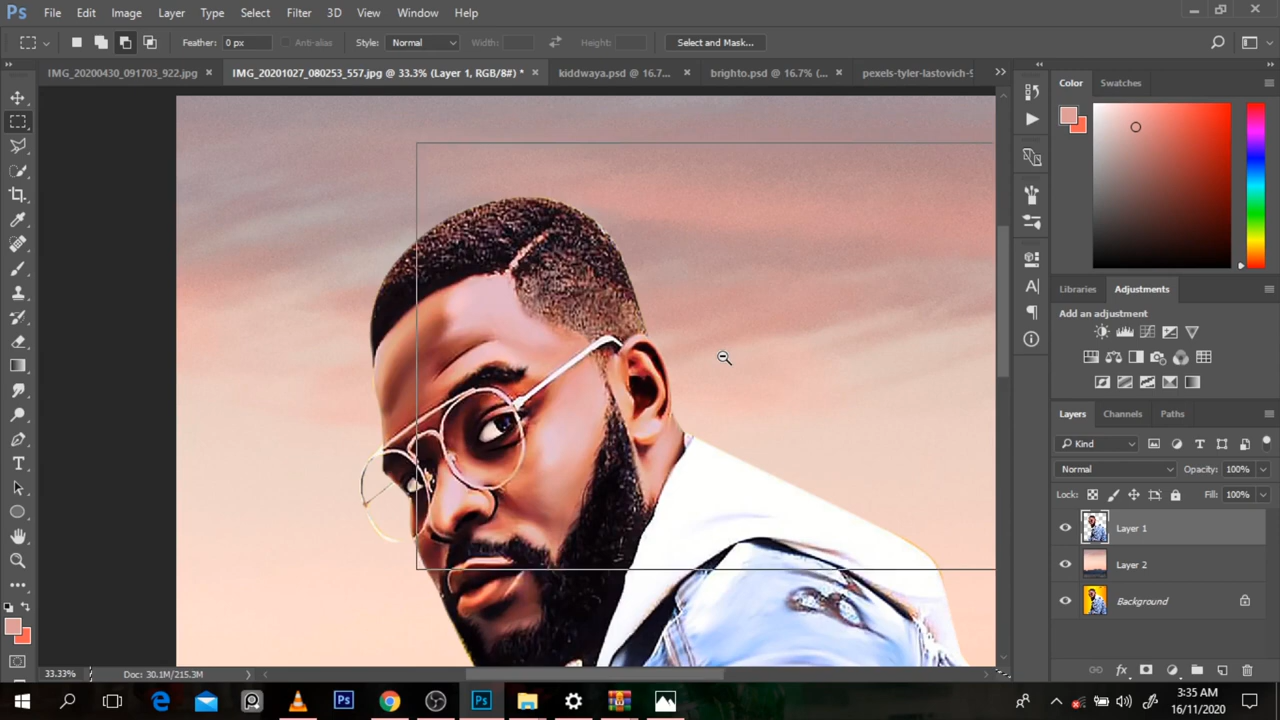 Ps File Edit Image Layer Type Select Filter 3D View Window Help
Feather: 0 px Anti-alias Style: Normal Width: Height: Select and Mask...
IMG_20200430_091703_922.jpg × IMG_20201027_080253_557.jpg @ 33.3% (Layer 1, RGB/8#) * × kiddwaya.psd @ 16.7... × brighto.psd @ 16.7% (... × pexels-tyler-lastovich-9
Color Swatches
Libraries Adjustments
Add an adjustment
Layers Channels Paths
Kind
Normal Opacity: 100%
Lock: Fill: 100%
Layer 1
Layer 2
Background
33.33% Doc: 30.1M/215.3M
3:35 AM
16/11/2020